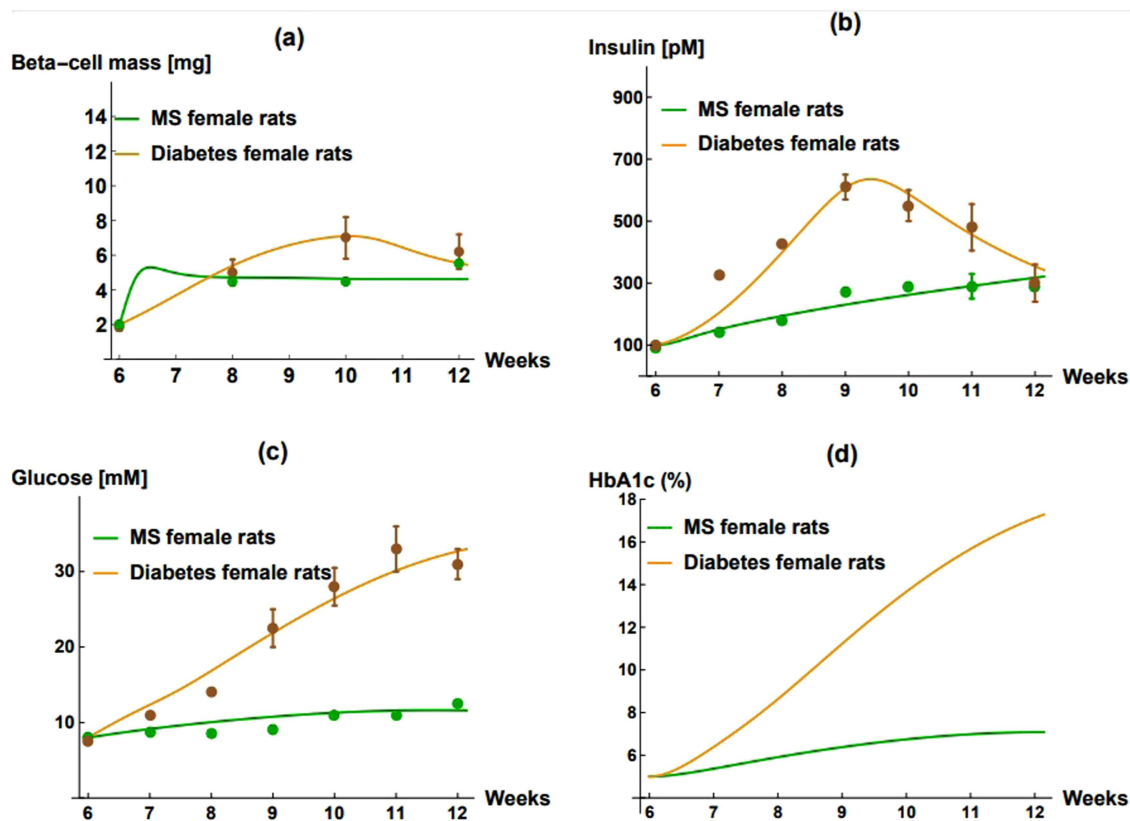 (a)
Beta-cell mass [mg]
14
12
10
8
6
4
2
MS female rats
Diabetes female rats
6 7 8 9 10 11 12
Weeks
(b)
Insulin [pM]
900
700
500
300
100
MS female rats
Diabetes female rats
6 7 8 9 10 11 12
Weeks
(c)
Glucose [mM]
30
20
10
MS female rats
Diabetes female rats
6 7 8 9 10 11 12
Weeks
(d)
HbA1c (%)
18
16
14
12
10
8
6
MS female rats
Diabetes female rats
6 7 8 9 10 11 12
Weeks